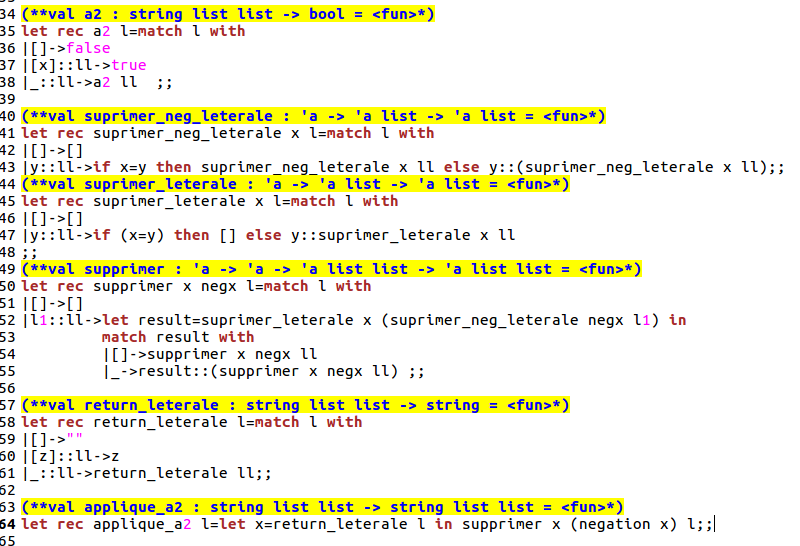 34 (**val a2 : string list list -> bool = <fun>*)
35 let rec a2 l=match l with
36 |[]->false
37 |[x]::ll->true
38 |_::ll->a2 ll  ;;
39
40 (**val suprimer_neg_leterale : 'a -> 'a list -> 'a list = <fun>*)
41 let rec suprimer_neg_leterale x l=match l with
42 |[]->[]
43 |y::ll->if x=y then suprimer_neg_leterale x ll else y::(suprimer_neg_leterale x ll);;
44 (**val suprimer_leterale : 'a -> 'a list -> 'a list = <fun>*)
45 let rec suprimer_leterale x l=match l with
46 |[]->[]
47 |y::ll->if (x=y) then [] else y::suprimer_leterale x ll
48 ;;
49 (**val supprimer : 'a -> 'a -> 'a list list -> 'a list list = <fun>*)
50 let rec supprimer x negx l=match l with
51 |[]->[]
52 |l1::ll->let result=suprimer_leterale x (suprimer_neg_leterale negx l1) in
53          match result with
54          |[]->supprimer x negx ll
55          |_->result::(supprimer x negx ll) ;;
56
57 (**val return_leterale : string list list -> string = <fun>*)
58 let rec return_leterale l=match l with
59 |[]->""
60 |[z]::ll->z
61 |_::ll->return_leterale ll;;
62
63 (**val applique_a2 : string list list -> string list list = <fun>*)
64 let rec applique_a2 l=let x=return_leterale l in supprimer x (negation x) l;;
65